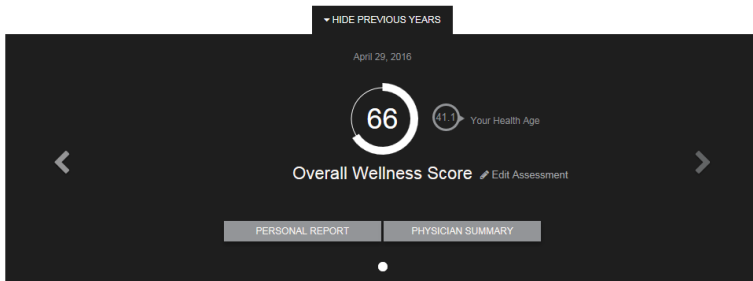 HIDE PREVIOUS YEARS
April 29, 2016
66
41.1
Your Health Age
Overall Wellness Score
Edit Assessment
PERSONAL REPORT
PHYSICIAN SUMMARY